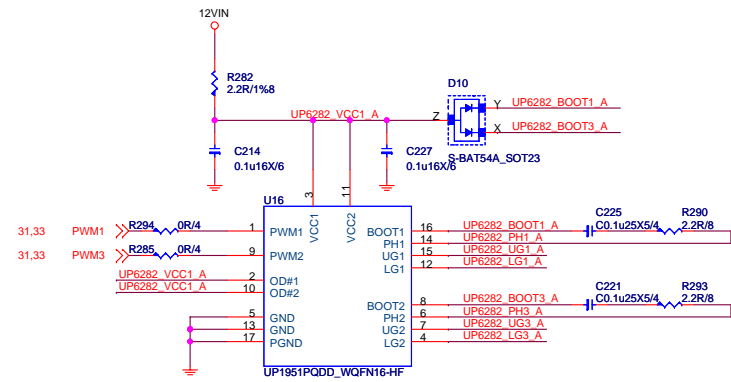 12VIN
R282
2.2R/1%8
D10
UP6282_VCC1_A
Z
Y
UP6282_BOOT1_A
X
UP6282_BOOT3_A
S-BAT54A_SOT23
C214
0.1u16X/6
C227
0.1u16X/6
U16
3
11
VCC1
VCC2
31,33
PWM1
R294
0R/4
1
PWM1
31,33
PWM3
R285
0R/4
9
PWM2
UP6282_VCC1_A
2
OD#1
UP6282_VCC1_A
10
OD#2
5
GND
13
GND
17
PGND
BOOT1
16
UP6282_BOOT1_A
PH1
14
UP6282_PH1_A
UG1
15
UP6282_UG1_A
LG1
12
UP6282_LG1_A
C225
C0.1u25X5/4
R290
2.2R/8
BOOT2
8
UP6282_BOOT3_A
PH2
6
UP6282_PH3_A
UG2
7
UP6282_UG3_A
LG2
4
UP6282_LG3_A
C221
C0.1u25X5/4
R293
2.2R/8
UP1951PQDD_WQFN16-HF